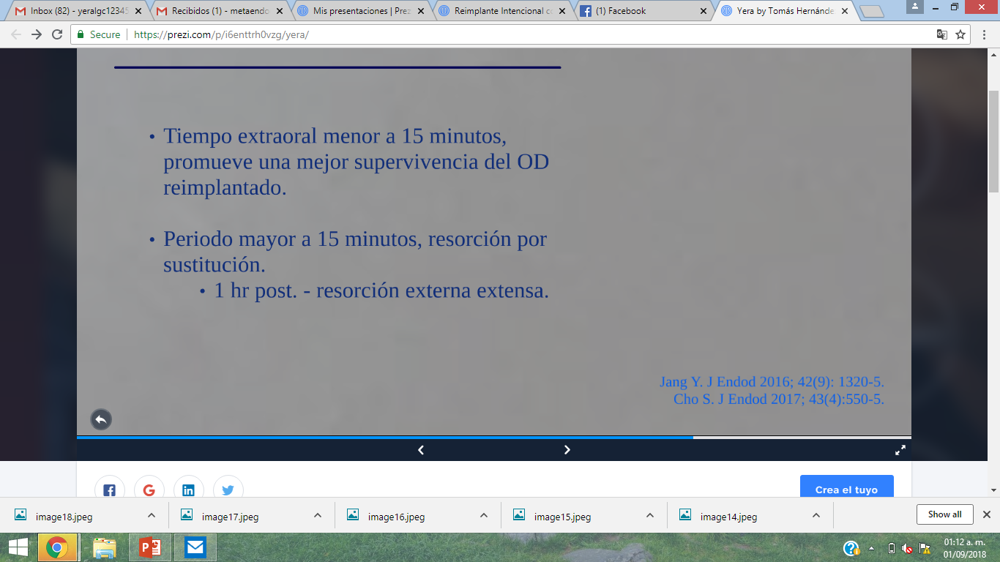 Inbox (82) - yeralgc12345
Recibidos (1) - metaendo
Mis presentaciones | Prez
Reimplante Intencional co
(1) Facebook
Yera by Tomás Hernánde
Secure
https://prezi.com/p/i6enttrh0vzg/yera/
• Tiempo extraoral menor a 15 minutos,
promueve una mejor supervivencia del OD
reimplantado.
• Periodo mayor a 15 minutos, resorción por
sustitución.
• 1 hr post. - resorción externa extensa.
Jang Y. J Endod 2016; 42(9): 1320-5.
Cho S. J Endod 2017; 43(4):550-5.
Crea el tuyo
image18.jpeg
image17.jpeg
image16.jpeg
image15.jpeg
image14.jpeg
Show all
01:12 a. m.
01/09/2018